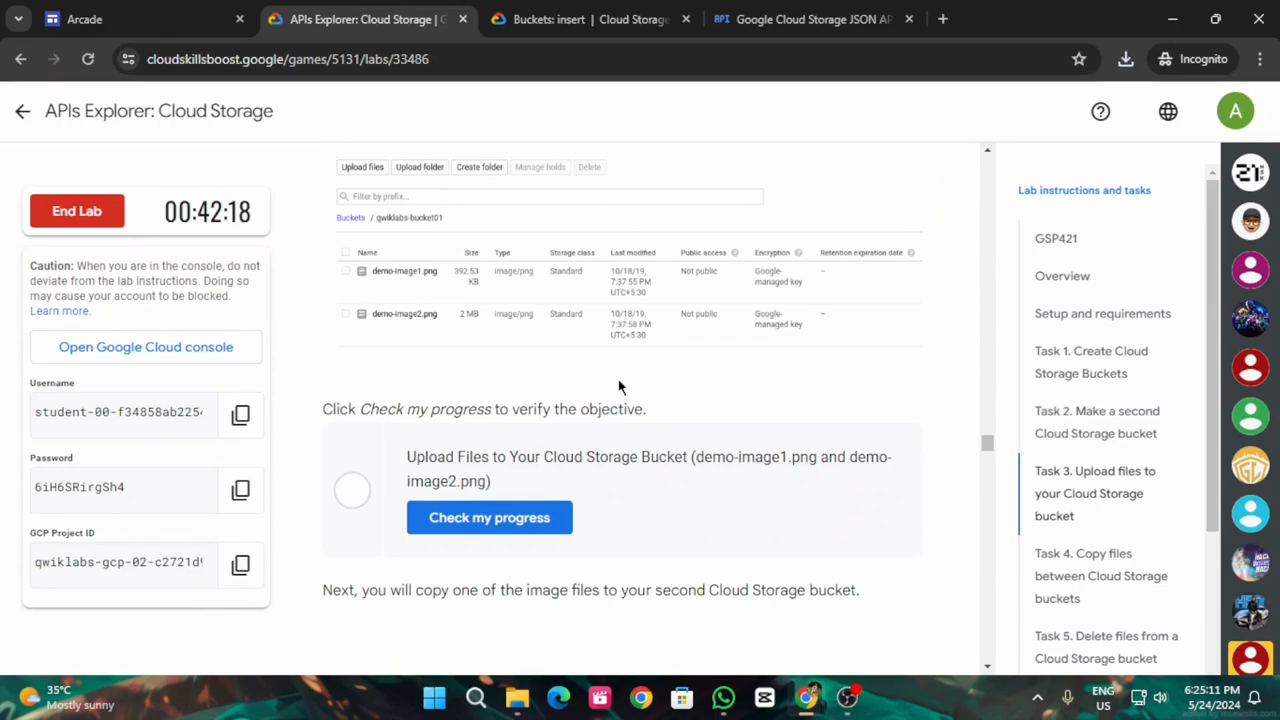 Arcade
APIs Explorer: Cloud Storage | G
Buckets: insert | Cloud Storage
API Google Cloud Storage JSON AP
cloudskillsboost.google/games/5131/labs/33486
Incognito
APIs Explorer: Cloud Storage
A
End Lab
00:42:18
Caution: When you are in the console, do not
deviate from the lab instructions. Doing so
may cause your account to be blocked.
Learn more.
Open Google Cloud console
Username
student-00-f34858ab2254
Password
6iH6SRirgSh4
GCP Project ID
qwiklabs-gcp-02-c2721d9
Upload files Upload folder Create folder Manage holds Delete
Filter by prefix...
Buckets / qwiklabs-bucket01
Name Size Type Storage class Last modified Public access Encryption Retention expiration date
demo-image1.png 392.53 KB image/png Standard 10/18/19, 7:37:55 PM UTC+5:30 Not public Google-managed key –
demo-image2.png 2 MB image/png Standard 10/18/19, 7:37:58 PM UTC+5:30 Not public Google-managed key –
Click Check my progress to verify the objective.
Upload Files to Your Cloud Storage Bucket (demo-image1.png and demo-
image2.png)
Check my progress
Next, you will copy one of the image files to your second Cloud Storage bucket.
Lab instructions and tasks
GSP421
Overview
Setup and requirements
Task 1. Create Cloud
Storage Buckets
Task 2. Make a second
Cloud Storage bucket
Task 3. Upload files to
your Cloud Storage
bucket
Task 4. Copy files
between Cloud Storage
buckets
Task 5. Delete files from a
Cloud Storage bucket
35°C
Mostly sunny
ENG
US
6:25:11 PM
5/24/2024